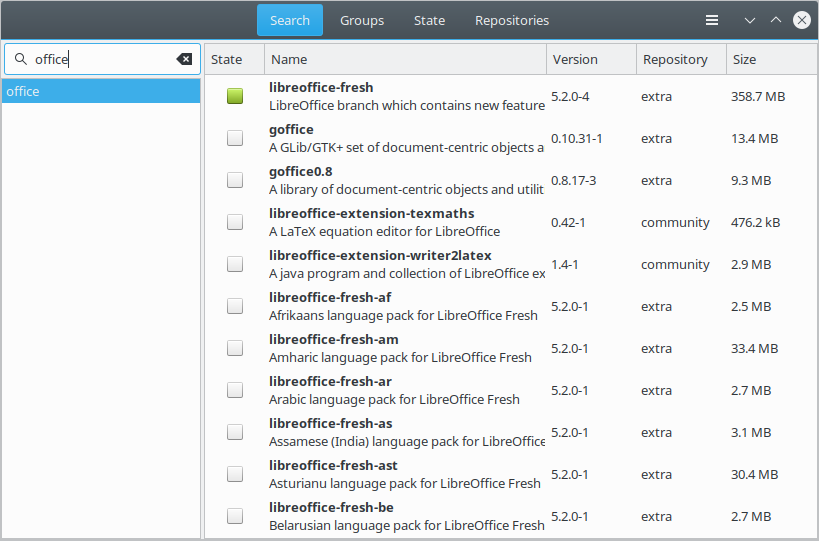 Search Groups State Repositories
office
office
State Name Version Repository Size
libreoffice-fresh
LibreOffice branch which contains new feature
5.2.0-4 extra 358.7 MB
goffice
A GLib/GTK+ set of document-centric objects a
0.10.31-1 extra 13.4 MB
goffice0.8
A library of document-centric objects and utilit
0.8.17-3 extra 9.3 MB
libreoffice-extension-texmaths
A LaTeX equation editor for LibreOffice
0.42-1 community 476.2 kB
libreoffice-extension-writer2latex
A java program and collection of LibreOffice ex
1.4-1 community 2.9 MB
libreoffice-fresh-af
Afrikaans language pack for LibreOffice Fresh
5.2.0-1 extra 2.5 MB
libreoffice-fresh-am
Amharic language pack for LibreOffice Fresh
5.2.0-1 extra 33.4 MB
libreoffice-fresh-ar
Arabic language pack for LibreOffice Fresh
5.2.0-1 extra 2.7 MB
libreoffice-fresh-as
Assamese (India) language pack for LibreOffice
5.2.0-1 extra 3.1 MB
libreoffice-fresh-ast
Asturianu language pack for LibreOffice Fresh
5.2.0-1 extra 30.4 MB
libreoffice-fresh-be
Belarusian language pack for LibreOffice Fresh
5.2.0-1 extra 2.7 MB